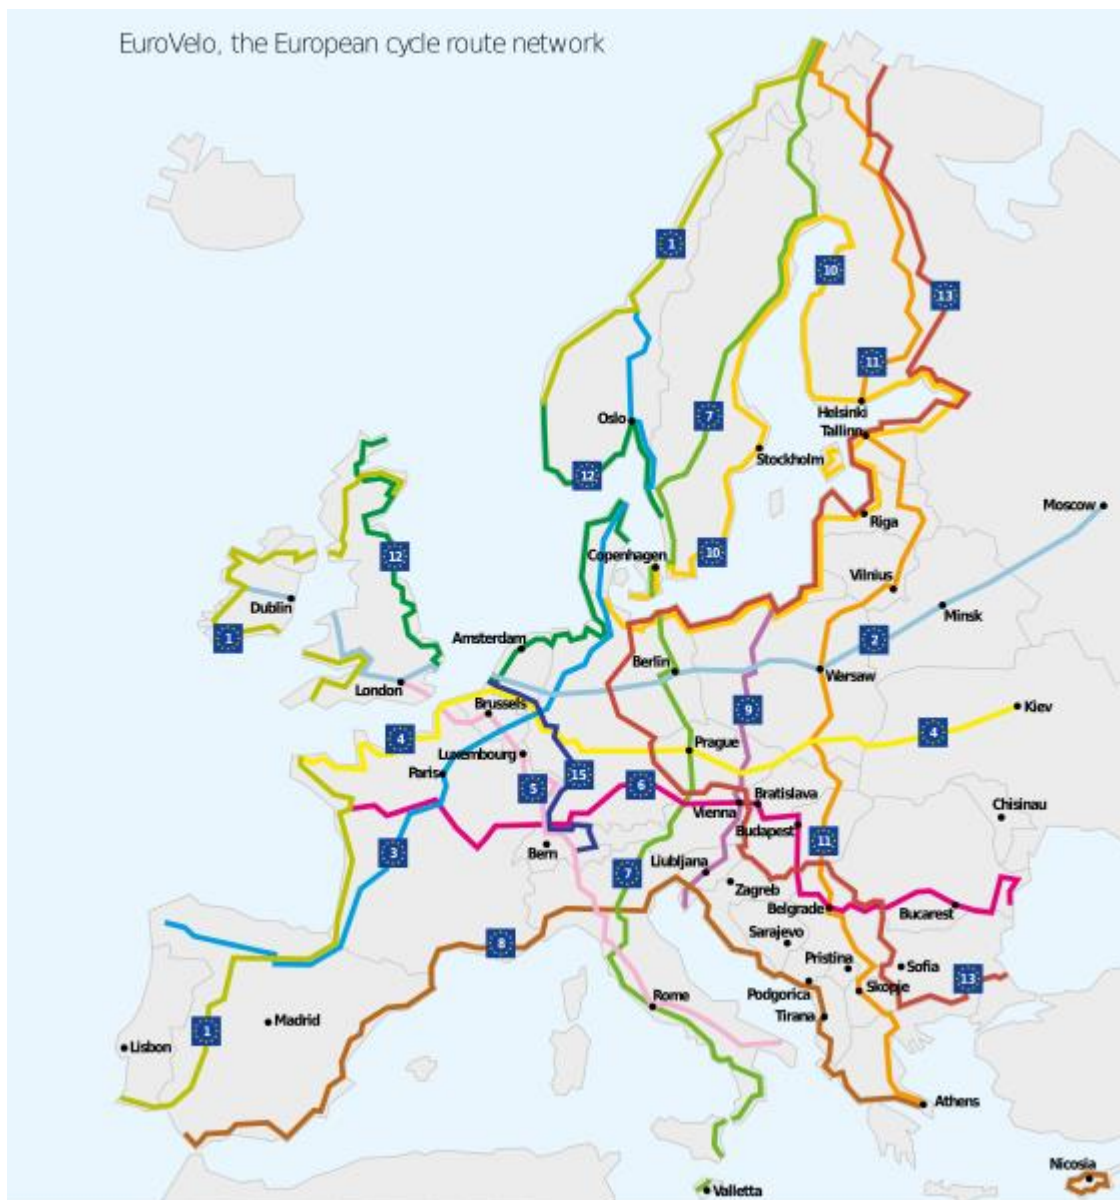 EuroVelo, the European cycle route network
1
10
13
11
Helsinki
Tallinn
Oslo
7
12
Stockholm
Moscow
Riga
12
Copenhagen
10
Vilnius
Dublin
Minsk
1
Amsterdam
2
Berlin
Warsaw
London
Brussels
9
Kiev
4
4
Prague
Luxembourg
Paris
15
5
6
Bratislava
Vienna
Chisinau
Budapest
11
Bern
3
Liubljana
7
Zagreb
Belgrade
Bucarest
8
Sarajevo
Pristina
Sofia
13
Podgorica
Skopje
Rome
Tirana
Madrid
1
Lisbon
Athens
Nicosia
Valletta